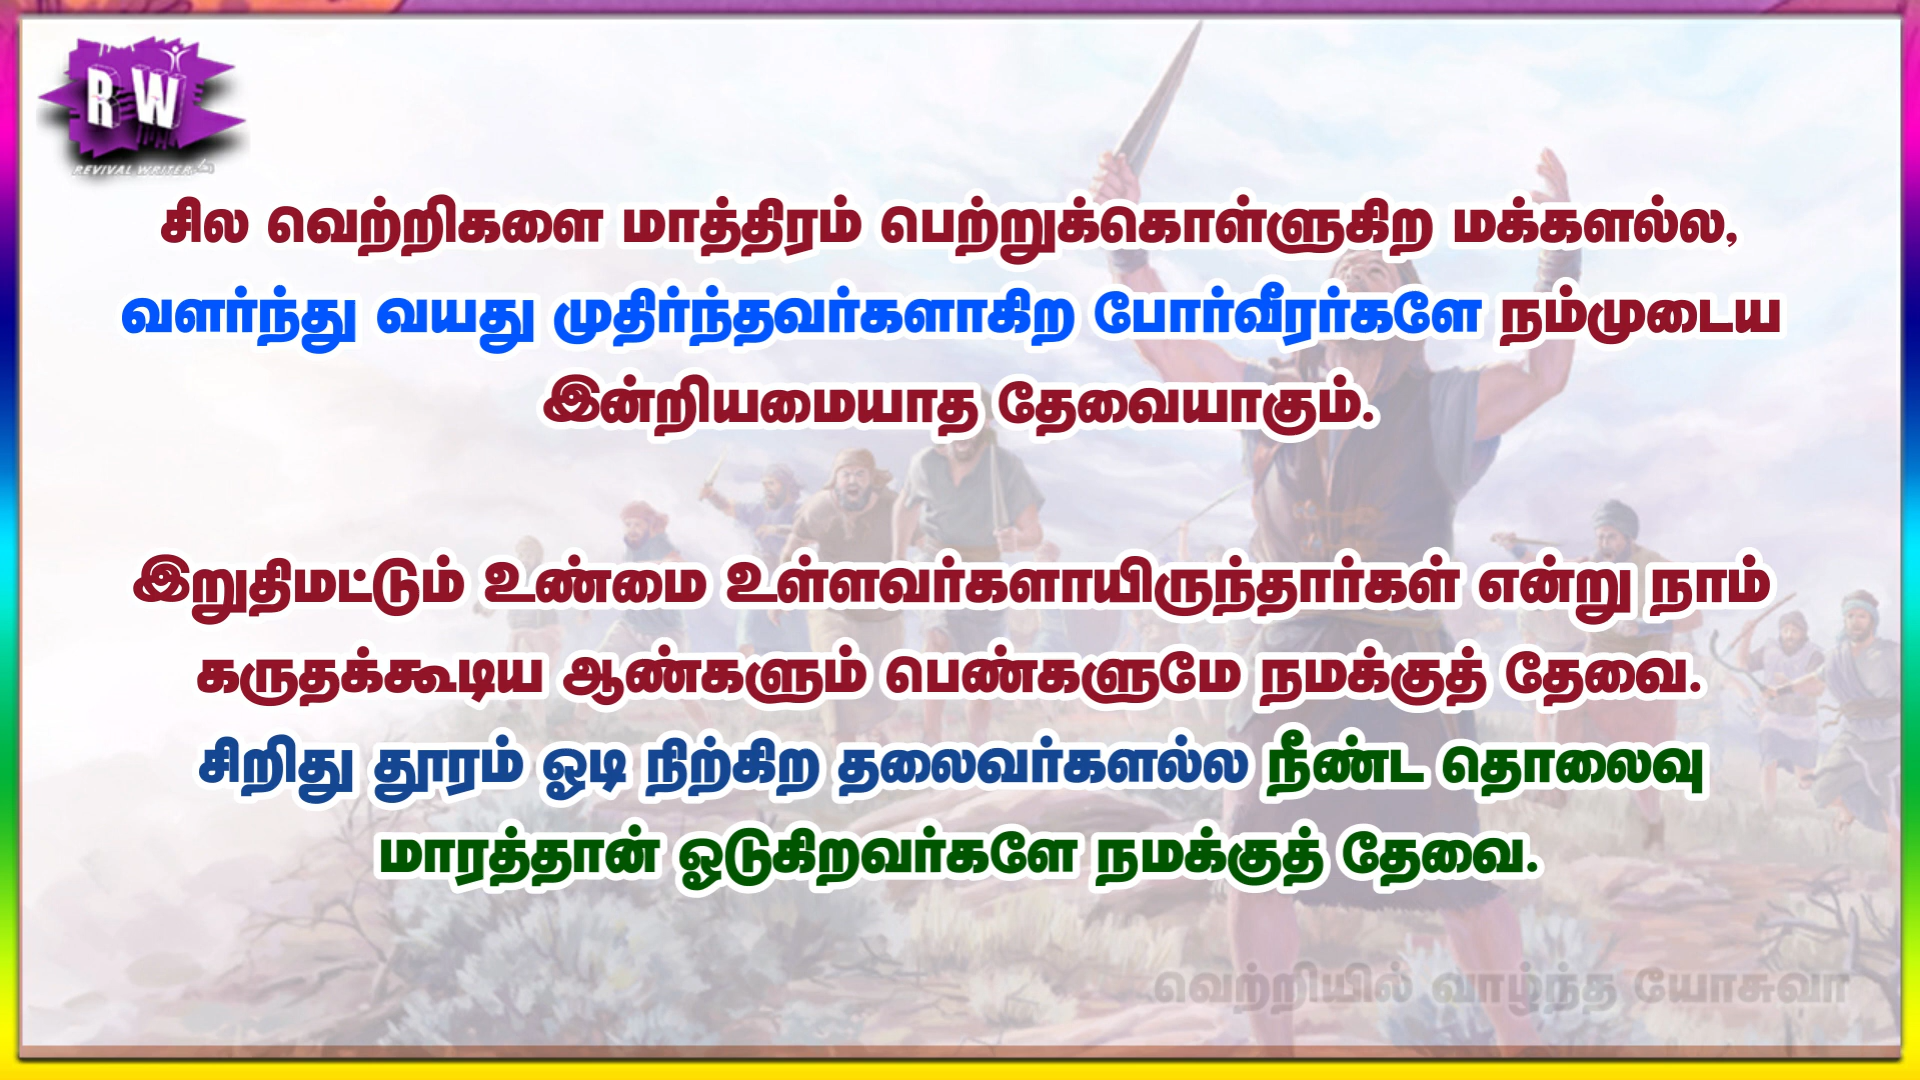 RW
REVIVAL WRITER
சில வெற்றிகளை மாத்திரம் பெற்றுக்கொள்ளுகிற மக்களல்ல,
வளர்ந்து வயது முதிர்ந்தவர்களாகிற போர்வீரர்களே நம்முடைய
இன்றியமையாத தேவையாகும்.
இறுதிமட்டும் உண்மை உள்ளவர்களாயிருந்தார்கள் என்று நாம்
கருதக்கூடிய ஆண்களும் பெண்களுமே நமக்குத் தேவை.
சிறிது தூரம் ஓடி நிற்கிற தலைவர்களல்ல நீண்ட தொலைவு
மாரத்தான் ஓடுகிறவர்களே நமக்குத் தேவை.
வெற்றியில் வாழ்ந்த யோசுவா